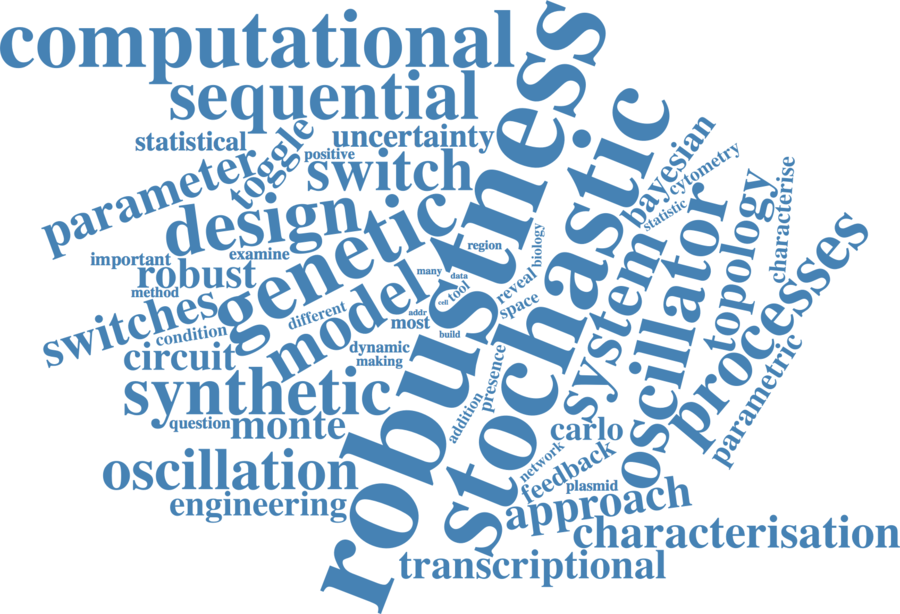 computational
sequential
statistical
toggle
uncertainty
positive
switch
parameter
design
genetic
important
examine
robust
method
switches
condition
different
model
circuit
synthetic
question
monte
oscillation
engineering
dynamic
making
most
addr
many
data
cell
tool
build
region
robustness
stochastic
biology
reveal
space
presence
addition
bayesian
cytometry
statistic
system
oscillator
topology
characterise
processes
parametric
carlo
network
feedback
plasmid
approach
characterisation
transcriptional